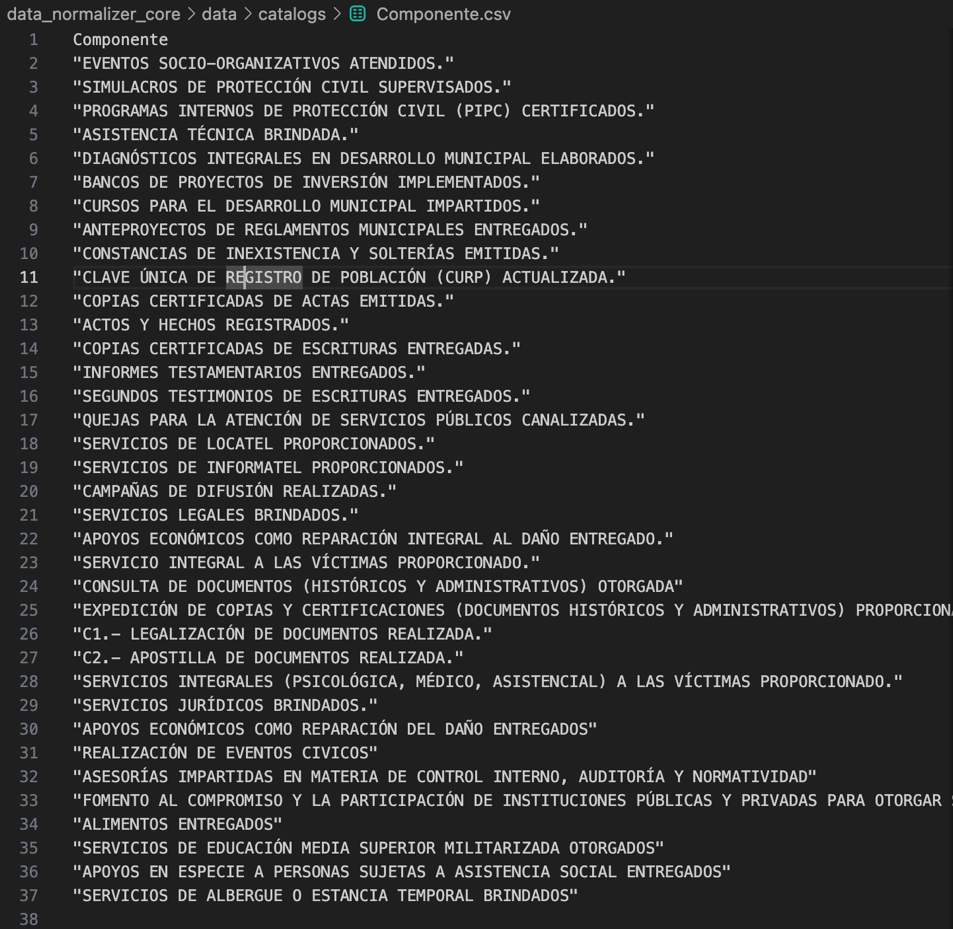 data_normalizer_core > data > catalogs > Componente.csv
1 Componente
2 "EVENTOS SOCIO-ORGANIZATIVOS ATENDIDOS."
3 "SIMULACROS DE PROTECCIÓN CIVIL SUPERVISADOS."
4 "PROGRAMAS INTERNOS DE PROTECCIÓN CIVIL (PIPC) CERTIFICADOS."
5 "ASISTENCIA TÉCNICA BRINDADA."
6 "DIAGNÓSTICOS INTEGRALES EN DESARROLLO MUNICIPAL ELABORADOS."
7 "BANCOS DE PROYECTOS DE INVERSIÓN IMPLEMENTADOS."
8 "CURSOS PARA EL DESARROLLO MUNICIPAL IMPARTIDOS."
9 "ANTEPROYECTOS DE REGLAMENTOS MUNICIPALES ENTREGADOS."
10 "CONSTANCIAS DE INEXISTENCIA Y SOLTERÍAS EMITIDAS."
11 "CLAVE ÚNICA DE REGISTRO DE POBLACIÓN (CURP) ACTUALIZADA."
12 "COPIAS CERTIFICADAS DE ACTAS EMITIDAS."
13 "ACTOS Y HECHOS REGISTRADOS."
14 "COPIAS CERTIFICADAS DE ESCRITURAS ENTREGADAS."
15 "INFORMES TESTAMENTARIOS ENTREGADOS."
16 "SEGUNDOS TESTIMONIOS DE ESCRITURAS ENTREGADOS."
17 "QUEJAS PARA LA ATENCIÓN DE SERVICIOS PÚBLICOS CANALIZADAS."
18 "SERVICIOS DE LOCATEL PROPORCIONADOS."
19 "SERVICIOS DE INFORMATEL PROPORCIONADOS."
20 "CAMPAÑAS DE DIFUSIÓN REALIZADAS."
21 "SERVICIOS LEGALES BRINDADOS."
22 "APOYOS ECONÓMICOS COMO REPARACIÓN INTEGRAL AL DAÑO ENTREGADO."
23 "SERVICIO INTEGRAL A LAS VÍCTIMAS PROPORCIONADO."
24 "CONSULTA DE DOCUMENTOS (HISTÓRICOS Y ADMINISTRATIVOS) OTORGADA"
25 "EXPEDICIÓN DE COPIAS Y CERTIFICACIONES (DOCUMENTOS HISTÓRICOS Y ADMINISTRATIVOS) PROPORCION
26 "C1.- LEGALIZACIÓN DE DOCUMENTOS REALIZADA."
27 "C2.- APOSTILLA DE DOCUMENTOS REALIZADA."
28 "SERVICIOS INTEGRALES (PSICOLÓGICA, MÉDICO, ASISTENCIAL) A LAS VÍCTIMAS PROPORCIONADO."
29 "SERVICIOS JURÍDICOS BRINDADOS."
30 "APOYOS ECONÓMICOS COMO REPARACIÓN DEL DAÑO ENTREGADOS"
31 "REALIZACIÓN DE EVENTOS CIVICOS"
32 "ASESORÍAS IMPARTIDAS EN MATERIA DE CONTROL INTERNO, AUDITORÍA Y NORMATIVIDAD"
33 "FOMENTO AL COMPROMISO Y LA PARTICIPACIÓN DE INSTITUCIONES PÚBLICAS Y PRIVADAS PARA OTORGAR
34 "ALIMENTOS ENTREGADOS"
35 "SERVICIOS DE EDUCACIÓN MEDIA SUPERIOR MILITARIZADA OTORGADOS"
36 "APOYOS EN ESPECIE A PERSONAS SUJETAS A ASISTENCIA SOCIAL ENTREGADOS"
37 "SERVICIOS DE ALBERGUE O ESTANCIA TEMPORAL BRINDADOS"
38